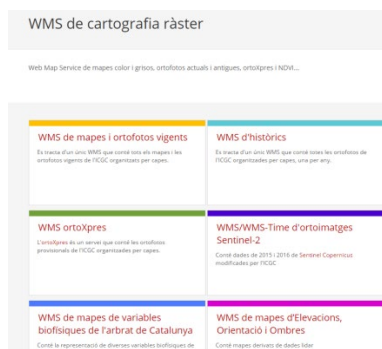 WMS de cartografia ràster
Web Map Service de mapes color i grisos, ortofotos actuals i antigues, ortoXpres i NDVI...
WMS de mapes i ortofotos vigents
Es tracta d'un únic WMS que conté tots els mapes i les
ortofotos vigents de l'ICGC organitzats per capes.
WMS d'històrics
Es tracta d'un únic WMS que conté totes les ortofotos de
l'ICGC organitzades per capes, una per any.
WMS ortoXpres
L'ortoXpres és un servei que conté les ortofotos
provisionals de l'ICGC organitzades per capes.
WMS/WMS-Time d'ortoimatges
Sentinel-2
Conté dades de 2015 i 2016 de Sentinel Copernicus
modificades per l'ICGC
WMS de mapes de variables
biofísiques de l'arbrat de Catalunya
Conté la representació de diverses variables biofísiques de
WMS de mapes d'Elevacions,
Orientació i Ombres
Conté mapes derivats de dades lidar